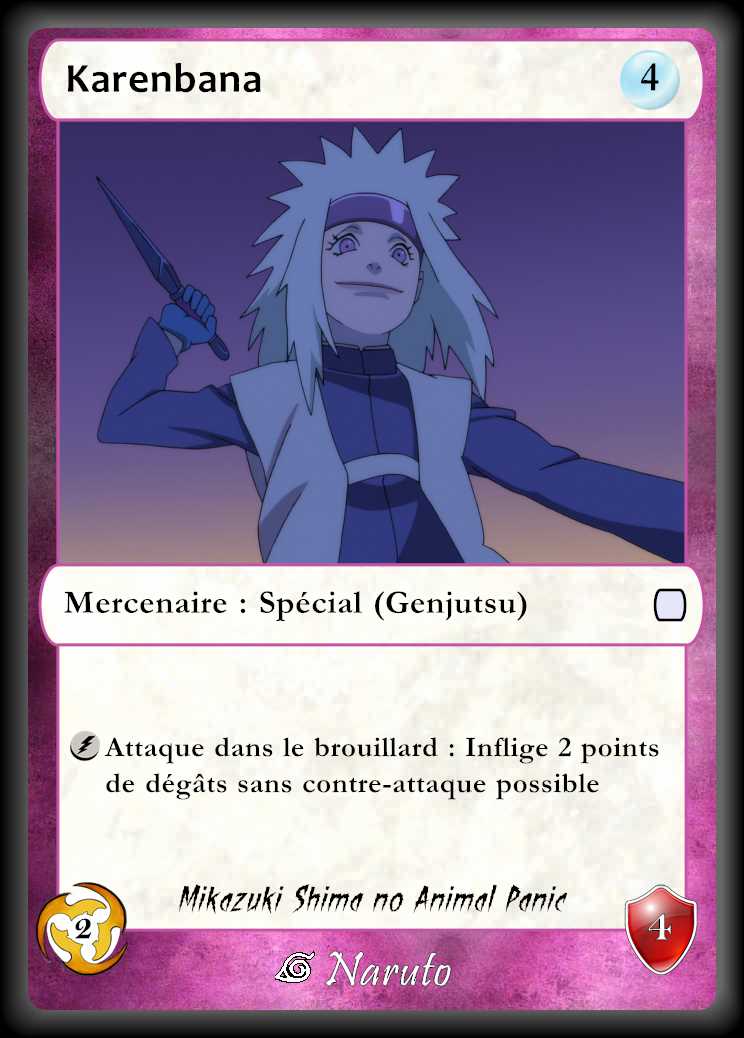 Karenbana
4
Mercenaire : Spécial (Genjutsu)
Attaque dans le brouillard : Inflige 2 points
de dégâts sans contre-attaque possible
Mikazuki Shima no Animal Panic
2
4
Naruto